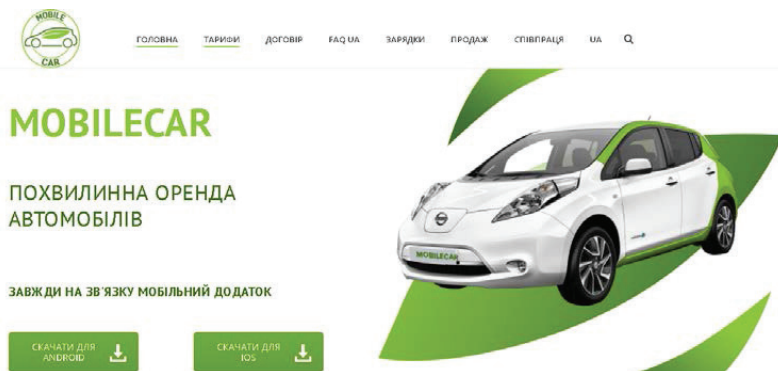 MOBILE
CAR
ГОЛОВНА ТАРИФИ ДОГОВІР FAQ UA ЗАРЯДКИ ПРОДАЖ СПІВПРАЦЯ UA
MOBILECAR
ПОХВИЛИННА ОРЕНДА
АВТОМОБІЛІВ
MOBILECAR
ЗАВЖДИ НА ЗВ'ЯЗКУ МОБІЛЬНИЙ ДОДАТОК
СКАЧАТИ ДЛЯ
ANDROID
СКАЧАТИ ДЛЯ
IOS